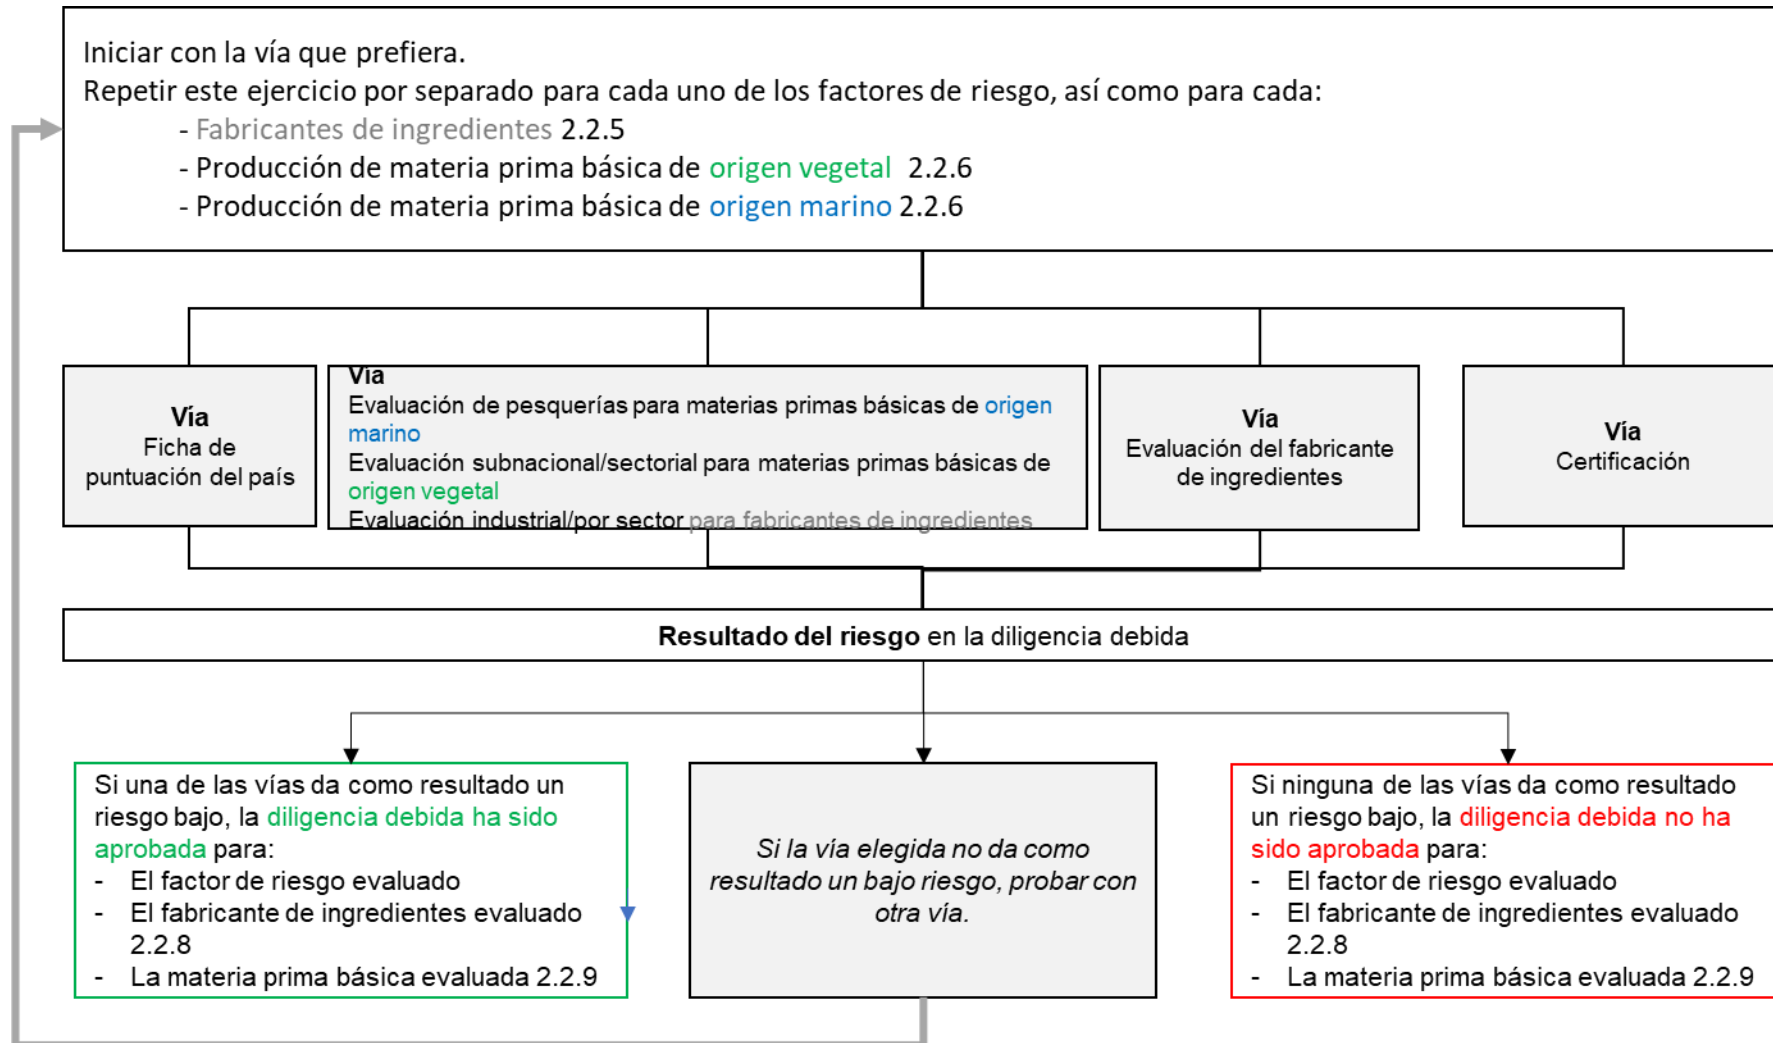 Iniciar con la vía que prefiera.
Repetir este ejercicio por separado para cada uno de los factores de riesgo, así como para cada:
- Fabricantes de ingredientes 2.2.5
- Producción de materia prima básica de origen vegetal 2.2.6
- Producción de materia prima básica de origen marino 2.2.6
Vía
Ficha de
puntuación del país
Vía
Evaluación de pesquerías para materias primas básicas de origen
marino
Evaluación subnacional/sectorial para materias primas básicas de
origen vegetal
Evaluación industrial/por sector para fabricantes de ingredientes
Vía
Evaluación del fabricante
de ingredientes
Vía
Certificación
Resultado del riesgo en la diligencia debida
Si una de las vías da como resultado un
riesgo bajo, la diligencia debida ha sido
aprobada para:
- El factor de riesgo evaluado
- El fabricante de ingredientes evaluado
2.2.8
- La materia prima básica evaluada 2.2.9
Si la vía elegida no da como
resultado un bajo riesgo, probar con
otra vía.
Si ninguna de las vías da como resultado
un riesgo bajo, la diligencia debida no ha
sido aprobada para:
- El factor de riesgo evaluado
- El fabricante de ingredientes evaluado
2.2.8
- La materia prima básica evaluada 2.2.9